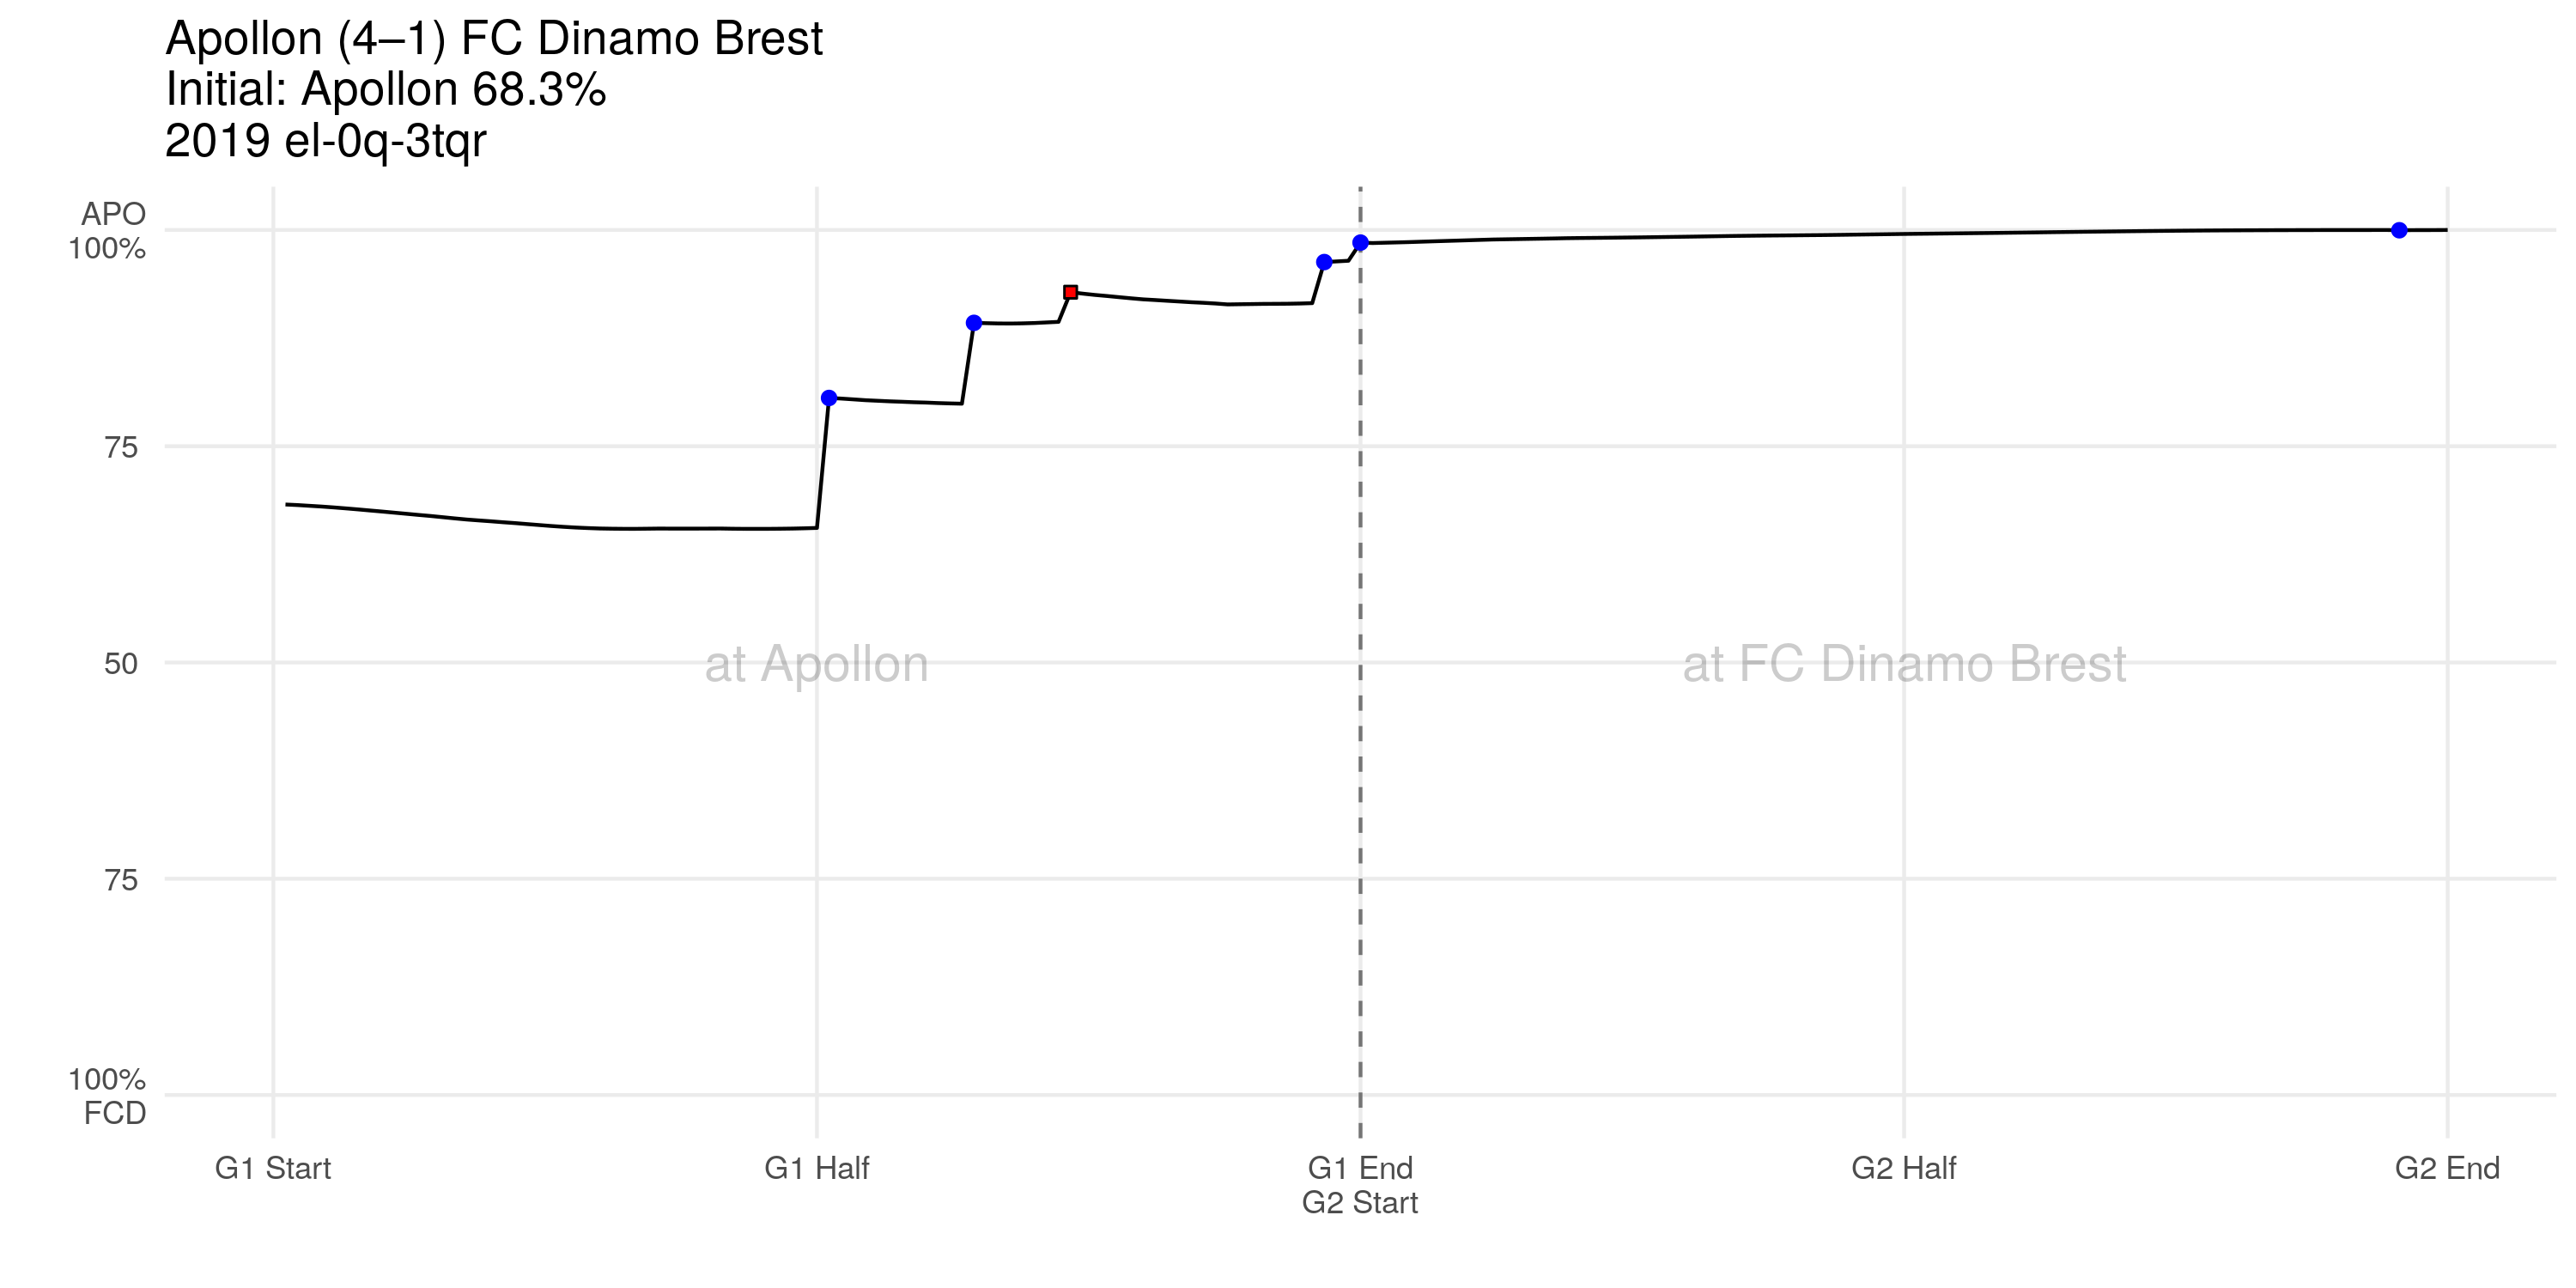 Apollon (4–1) FC Dinamo Brest
Initial: Apollon 68.3%
2019 el-0q-3tqr
APO
100%
75
50
75
100%
FCD
at Apollon
at FC Dinamo Brest
G1 Start
G1 Half
G1 End
G2 Start
G2 Half
G2 End